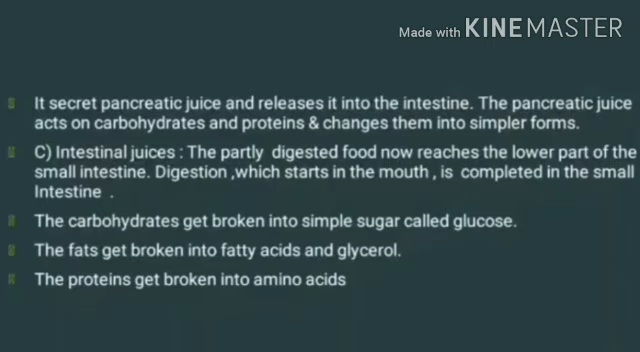 Made with KINEMASTER
It secret pancreatic juice and releases it into the intestine. The pancreatic juice
acts on carbohydrates and proteins & changes them into simpler forms.
C) Intestinal juices : The partly digested food now reaches the lower part of the
small intestine. Digestion ,which starts in the mouth , is completed in the small
Intestine .
The carbohydrates get broken into simple sugar called glucose.
The fats get broken into fatty acids and glycerol.
The proteins get broken into amino acids